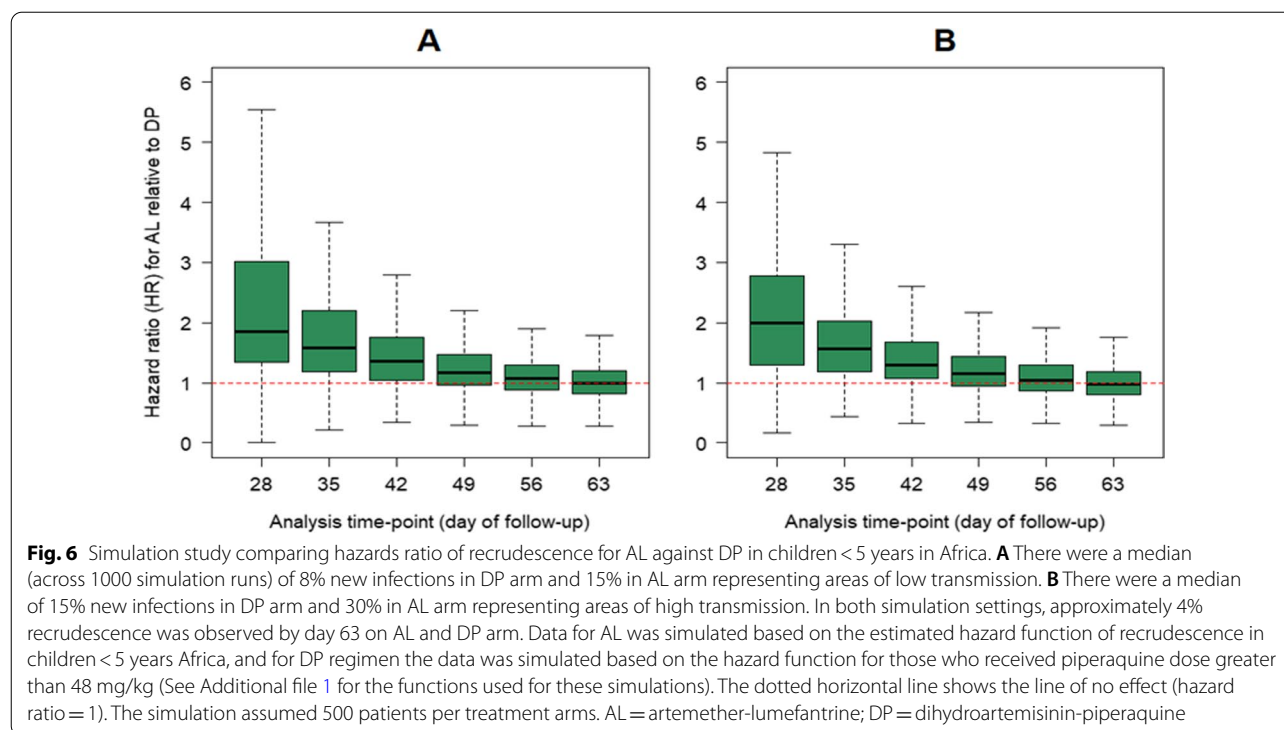 A
B
Hazard ratio (HR) for AL relative to DP
6
5
4
3
2
1
0
28 35 42 49 56 63
Analysis time-point (day of follow-up)
6
5
4
3
2
1
0
28 35 42 49 56 63
Analysis time-point (day of follow-up)
Fig. 6 Simulation study comparing hazards ratio of recrudescence for AL against DP in children < 5 years in Africa. A There were a median
(across 1000 simulation runs) of 8% new infections in DP arm and 15% in AL arm representing areas of low transmission. B There were a median
of 15% new infections in DP arm and 30% in AL arm representing areas of high transmission. In both simulation settings, approximately 4%
recrudescence was observed by day 63 on AL and DP arm. Data for AL was simulated based on the estimated hazard function of recrudescence in
children < 5 years Africa, and for DP regimen the data was simulated based on the hazard function for those who received piperaquine dose greater
than 48 mg/kg (See Additional file 1 for the functions used for these simulations). The dotted horizontal line shows the line of no effect (hazard
ratio = 1). The simulation assumed 500 patients per treatment arms. AL = artemether-lumefantrine; DP = dihydroartemisinin-piperaquine